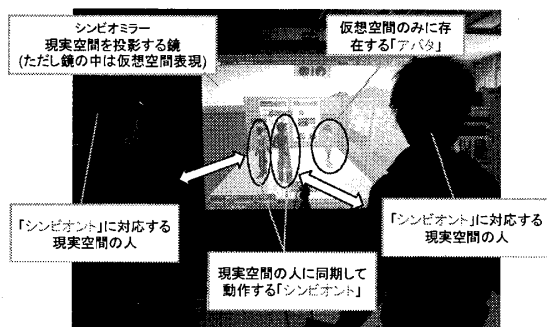 シンビオミラー
現実空間を投影する鏡
(ただし鏡の中は仮想空間表現)
仮想空間のみに存
在する「アバタ」
「シンビオント」に対応する
現実空間の人
「シンビオント」に対応する
現実空間の人
現実空間の人に同期して
動作する「シンビオント」